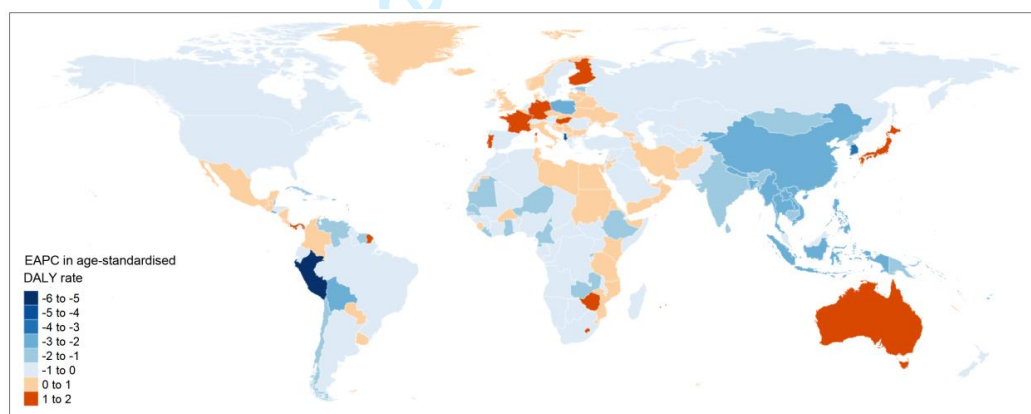 EAPC in age-standardised
DALY rate
-6 to -5
-5 to -4
-4 to -3
-3 to -2
-2 to -1
-1 to 0
0 to 1
1 to 2